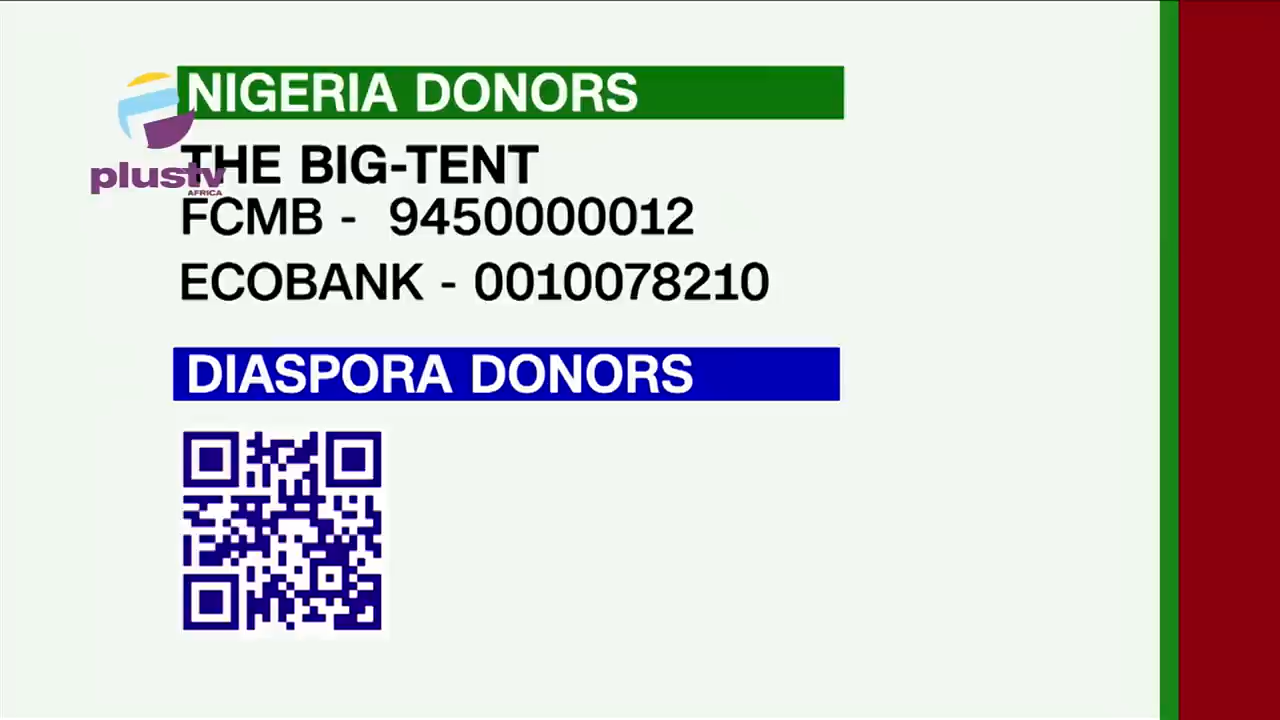 NIGERIA DONORS
plustv
AFRICA
THE BIG-TENT
FCMB - 9450000012
ECOBANK - 0010078210
DIASPORA DONORS